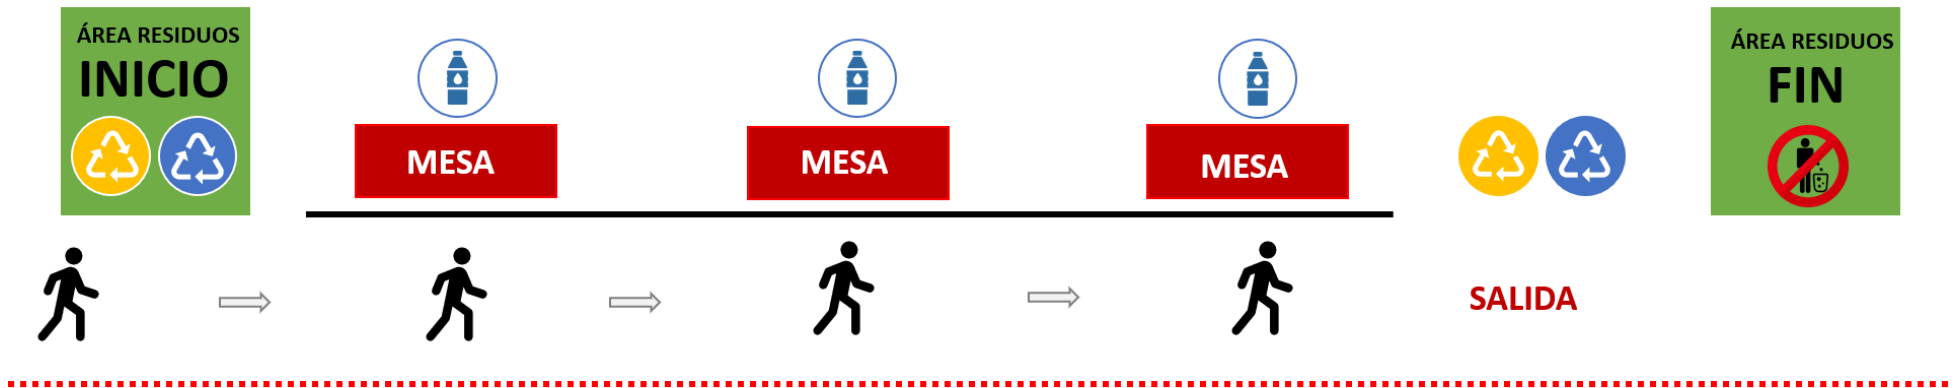 ÁREA RESIDUOS
INICIO
MESA
MESA
MESA
ÁREA RESIDUOS
FIN
SALIDA